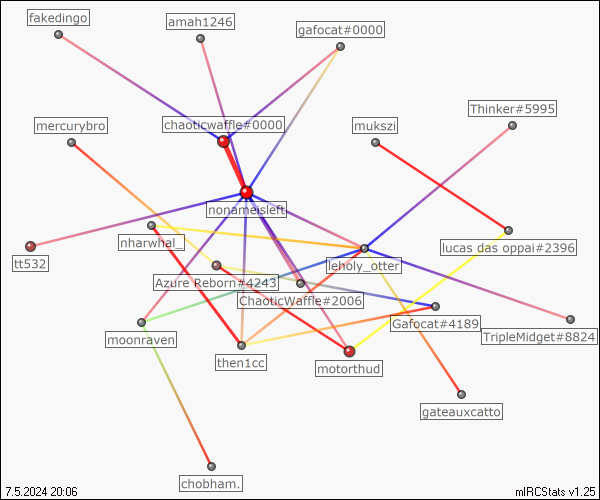 fakedingo
amah1246
gafocat#0000
Thinker#5995
mercurybro
chaoticwaffle#0000
mukszi
nonameisleft
nharwhal_
lucas das oppai#2396
tt532
leholy_otter
Azure Reborn#4243
ChaoticWaffle#2006
Gafocat#4189
TripleMidget#8824
moonraven
then1cc
motorthud
gateauxcatto
chobham.
7.5.2024 20:06
mIRCStats v1.25